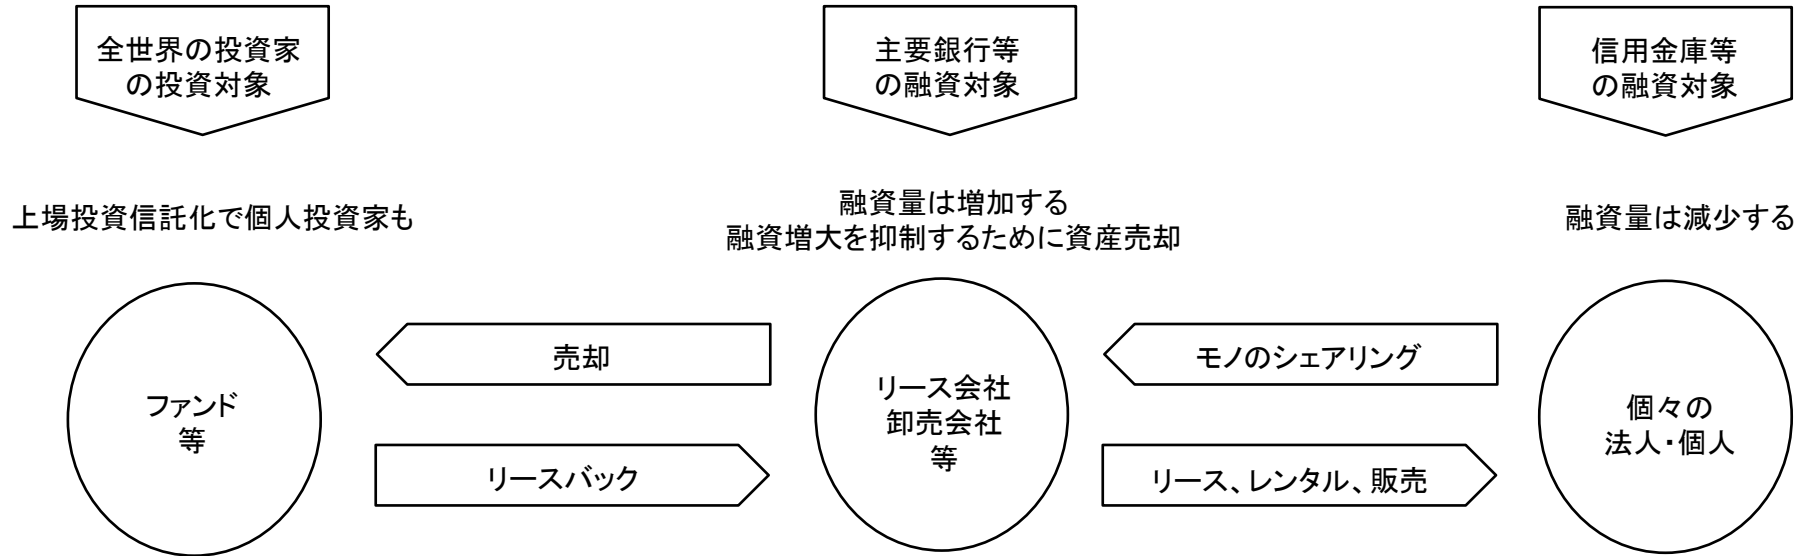 全世界の投資家
の投資対象
主要銀行等
の融資対象
信用金庫等
の融資対象
上場投資信託化で個人投資家も
融資量は増加する
融資増大を抑制するために資産売却
融資量は減少する
売却
モノのシェアリング
ファンド
等
リース会社
卸売会社
等
個々の
法人・個人
リースバック
リース、レンタル、販売